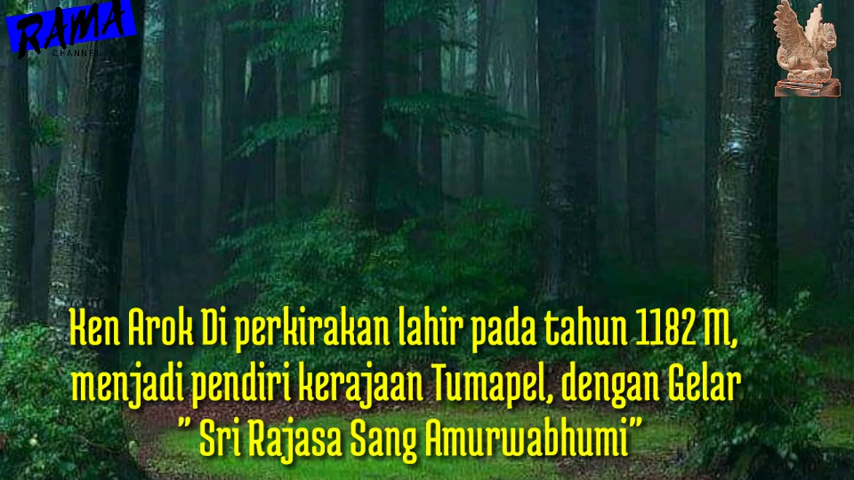 RAMA
CHANNEL
Ken Arok Di perkirakan lahir pada tahun 1182 M,
menjadi pendiri kerajaan Tumapel, dengan Gelar
" Sri Rajasa Sang Amurwabhumi"